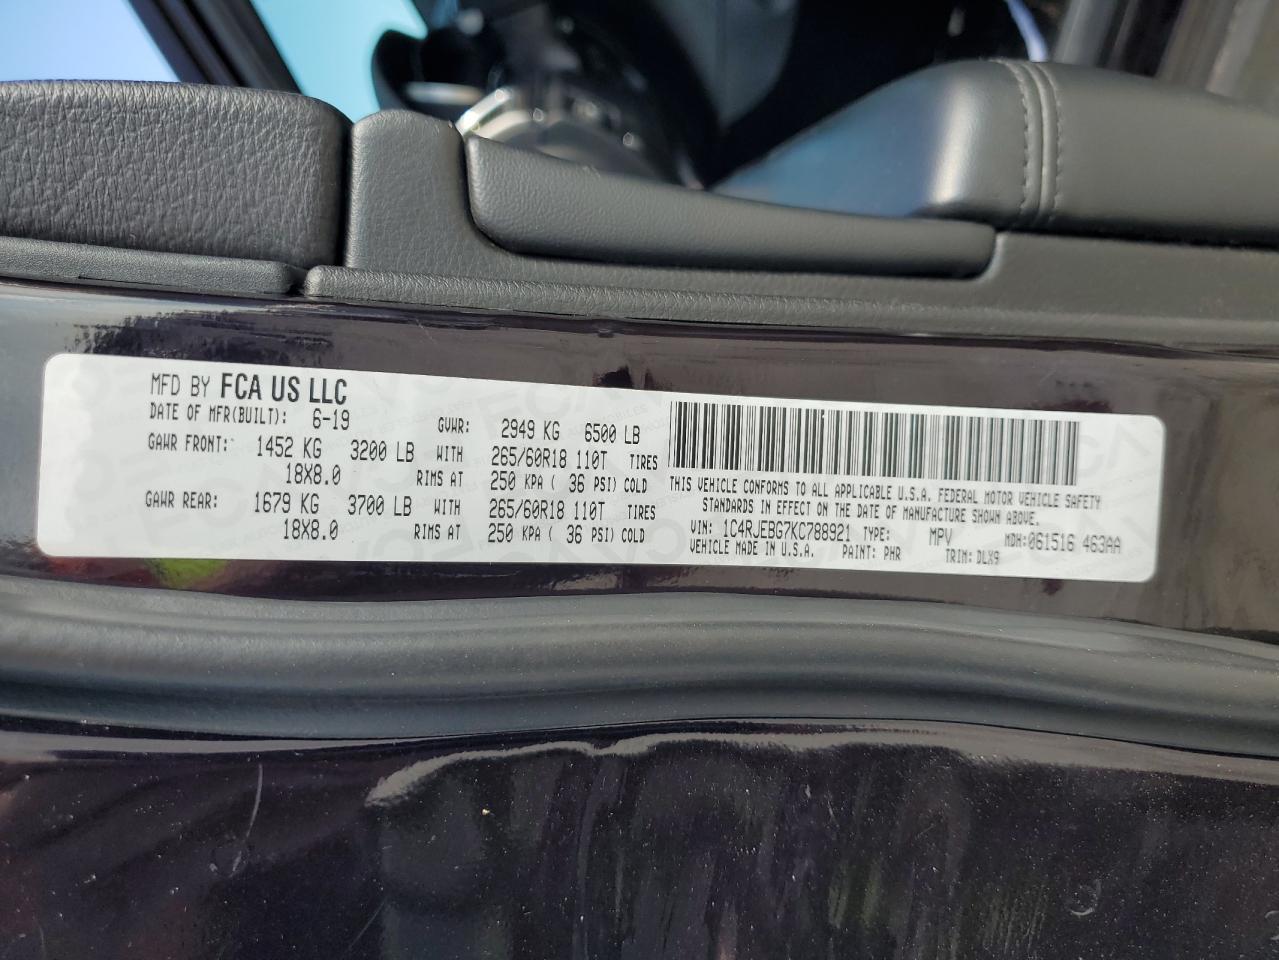 MFD BY FCA US LLC
DATE OF MFR(BUILT): 6-19 GVWR: 2949 KG 6500 LB
GAWR FRONT: 1452 KG 3200 LB WITH 265/60R18 110T TIRES
18X8.0 RIMS AT 250 KPA ( 36 PSI) COLD
GAWR REAR: 1679 KG 3700 LB WITH 265/60R18 110T TIRES
18X8.0 RIMS AT 250 KPA ( 36 PSI) COLD
THIS VEHICLE CONFORMS TO ALL APPLICABLE U.S.A. FEDERAL MOTOR VEHICLE SAFETY
STANDARDS IN EFFECT ON THE DATE OF MANUFACTURE SHOWN ABOVE.
VIN: 1C4RJEBG7KC788921 TYPE: MPV MDH:061516 463AA
VEHICLE MADE IN U.S.A. PAINT: PHR TRIM: DLX9